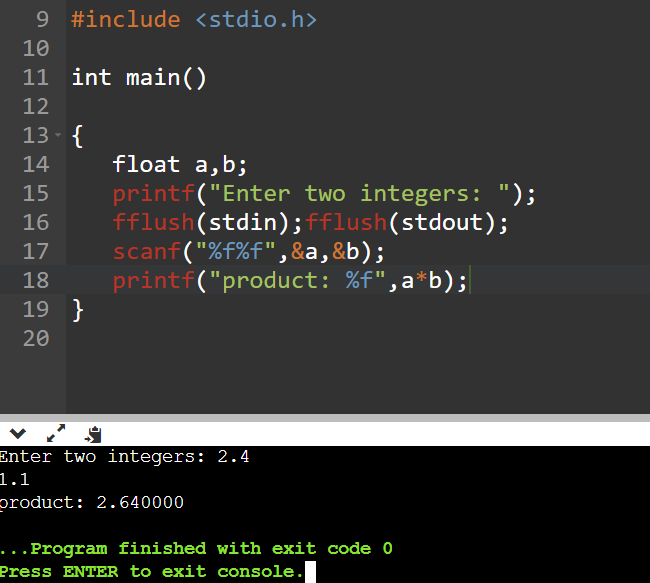 9 #include <stdio.h>
10
11 int main()
12
13 {
14 float a,b;
15 printf("Enter two integers: ");
16 fflush(stdin);fflush(stdout);
17 scanf("%f%f",&a,&b);
18 printf("product: %f",a*b);
19 }
20
Enter two integers: 2.4
1.1
product: 2.640000
...Program finished with exit code 0
Press ENTER to exit console.